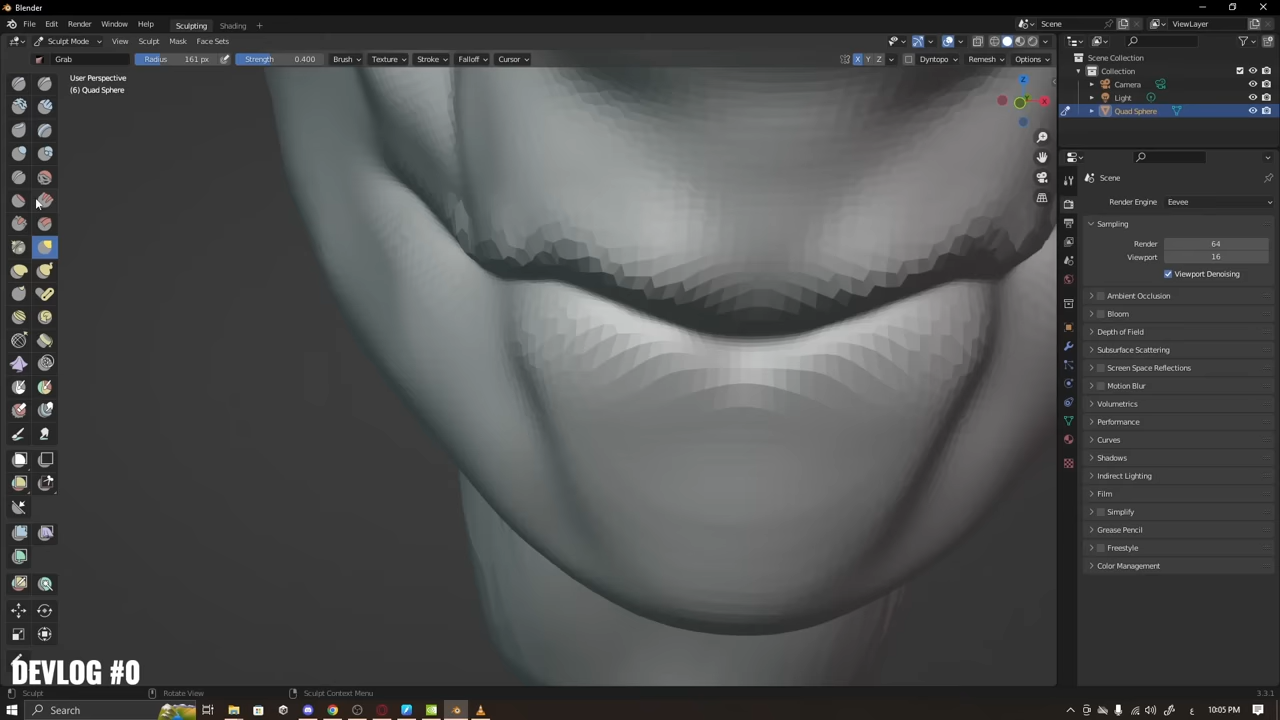 Blender
File Edit Render Window Help Sculpting Shading + Scene ViewLayer
Sculpt Mode View Sculpt Mask Face Sets
Grab Radius 161 px Strength 0.400 Brush Texture Stroke Falloff Cursor X Y Z Dyntopo Remesh Options
User Perspective
(6) Quad Sphere
Z
X
Scene Collection
Collection
Camera
Light
Quad Sphere
Scene
Render Engine Eevee
Sampling
Render 64
Viewport 16
Viewport Denoising
Ambient Occlusion
Bloom
Depth of Field
Subsurface Scattering
Screen Space Reflections
Motion Blur
Volumetrics
Performance
Curves
Shadows
Indirect Lighting
Film
Simplify
Grease Pencil
Freestyle
Color Management
DEVLOG #0
Sculpt Rotate View Sculpt Context Menu 3.3.1
Search 10:05 PM